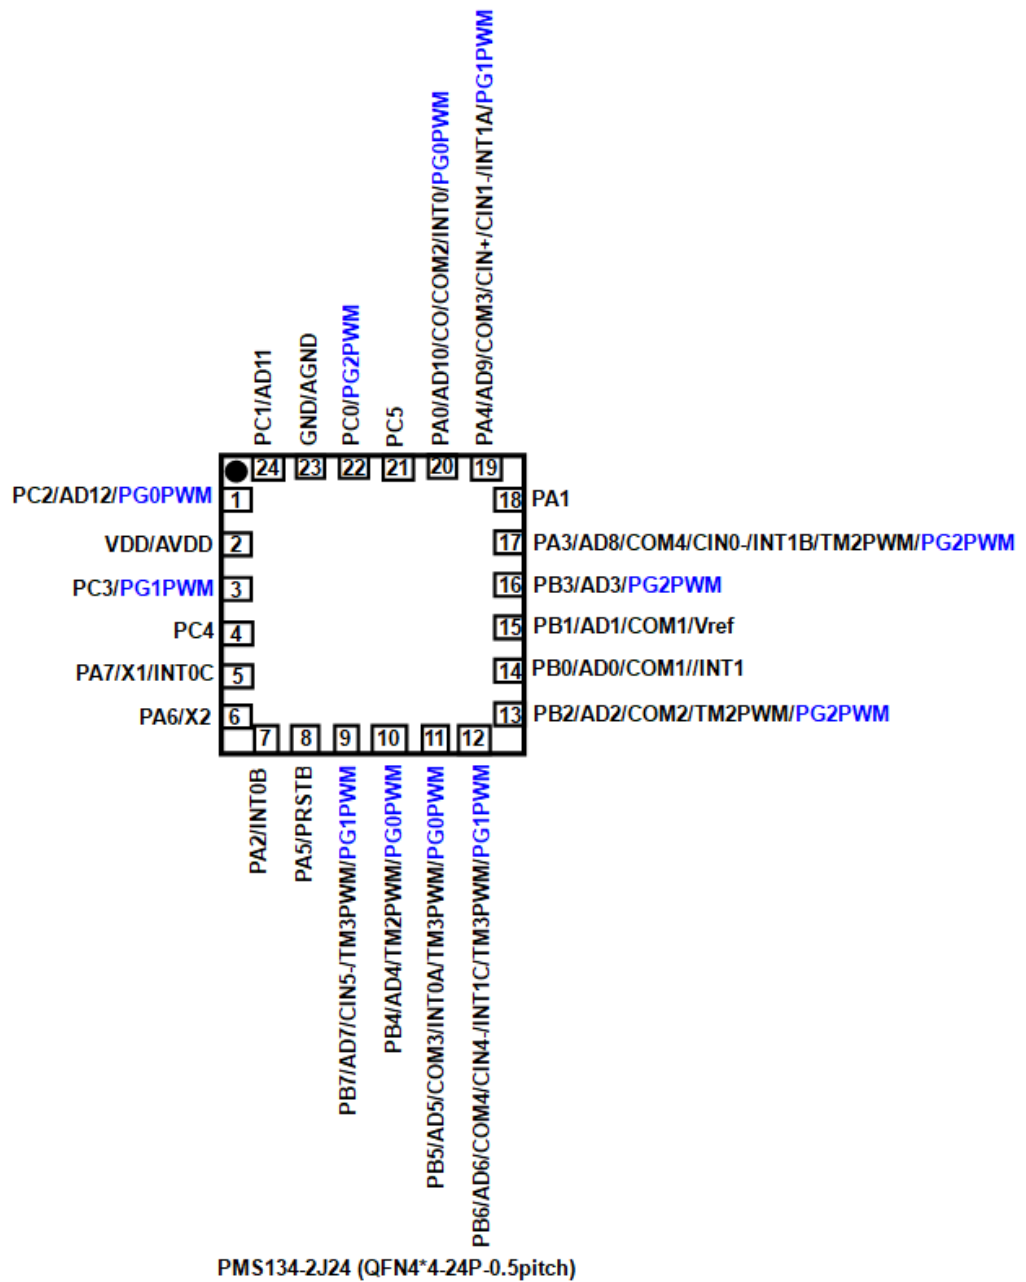 PC1/AD11
GND/AGND
PC0/PG2PWM
PC5
PA0/AD10/CO/COM2/INT0/PG0PWM
PA4/AD9/COM3/CIN+/CIN1-/INT1A/PG1PWM
24
23
22
21
20
19
PC2/AD12/PG0PWM
1
VDD/AVDD
2
PC3/PG1PWM
3
PC4
4
PA7/X1/INT0C
5
PA6/X2
6
18
PA1
17
PA3/AD8/COM4/CIN0-/INT1B/TM2PWM/PG2PWM
16
PB3/AD3/PG2PWM
15
PB1/AD1/COM1/Vref
14
PB0/AD0/COM1//INT1
13
PB2/AD2/COM2/TM2PWM/PG2PWM
7
8
9
10
11
12
PA2/INT0B
PA5/PRSTB
PB7/AD7/CIN5-/TM3PWM/PG1PWM
PB4/AD4/TM2PWM/PG0PWM
PB5/AD5/COM3/INT0A/TM3PWM/PG0PWM
PB6/AD6/COM4/CIN4-/INT1C/TM3PWM/PG1PWM
PMS134-2J24 (QFN4*4-24P-0.5pitch)